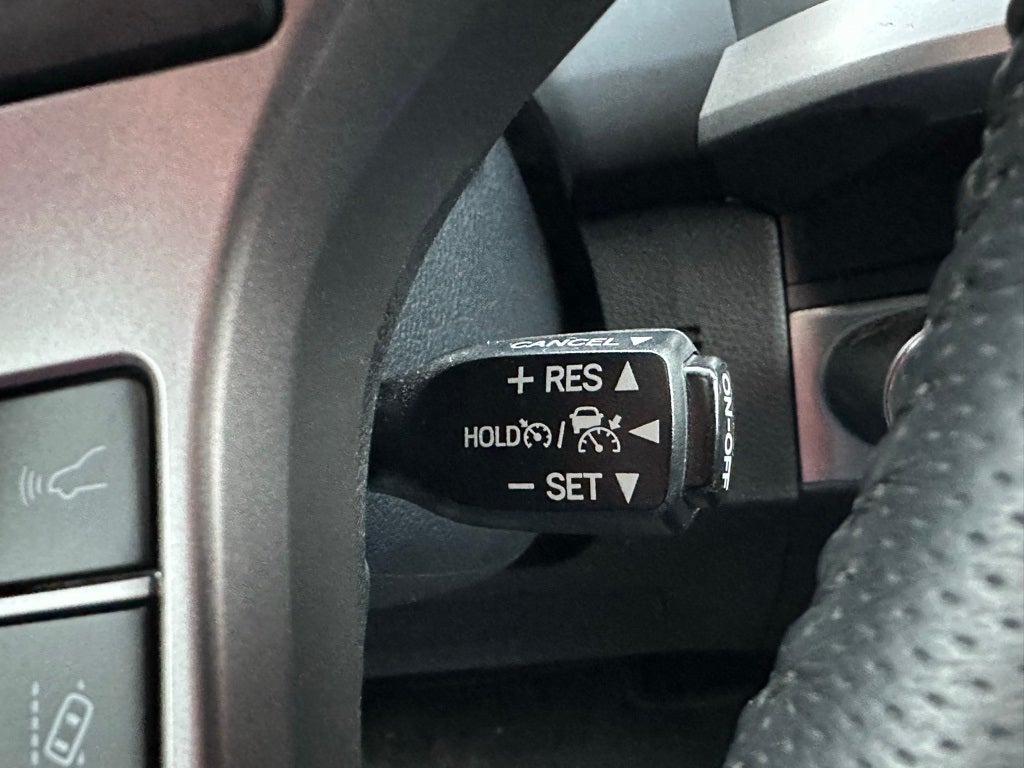 CANCEL ▼
+ RES ▲
HOLD / ◀
− SET ▼
ON-OFF